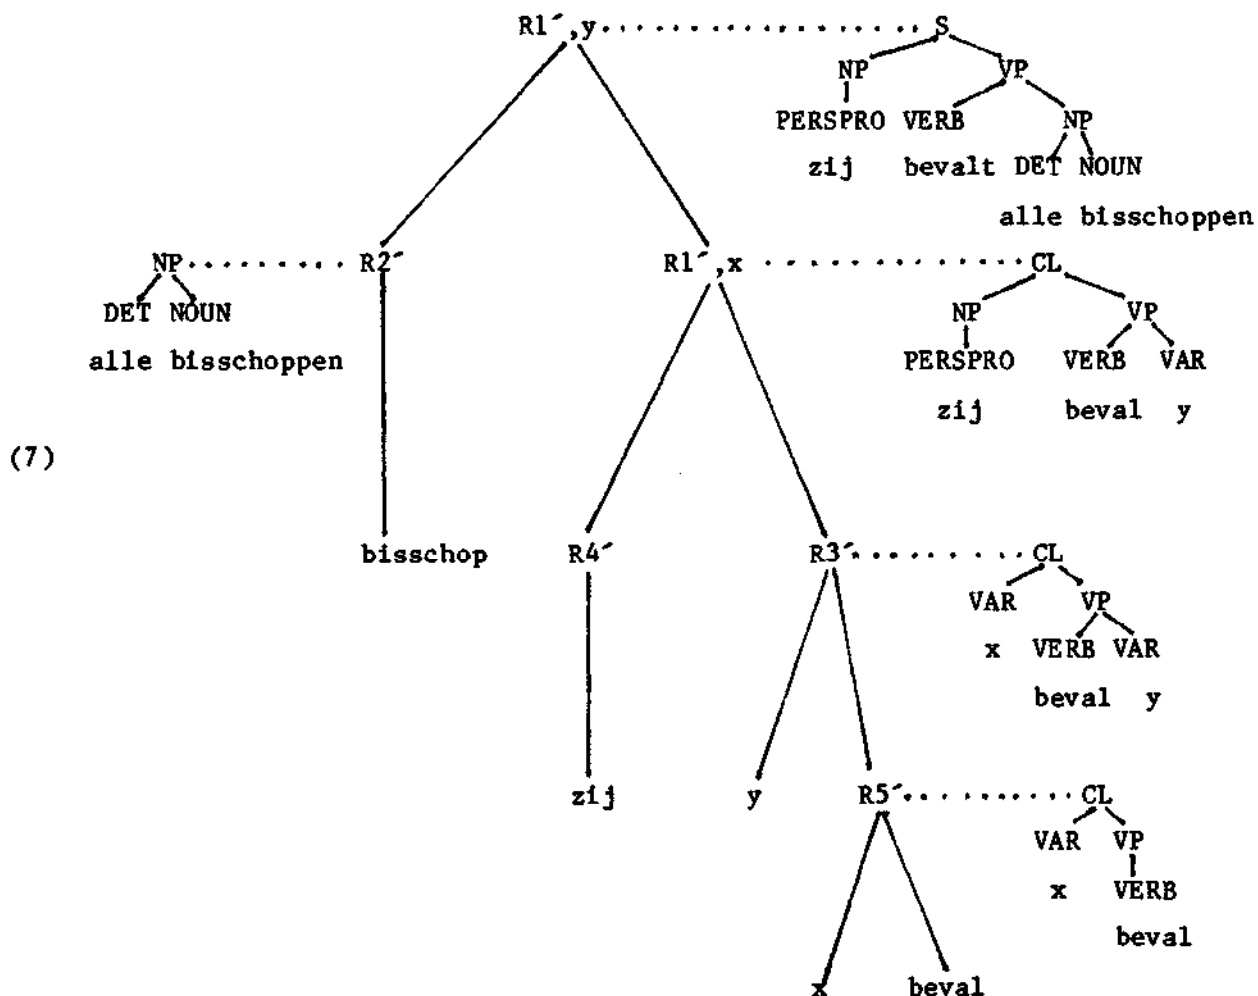 R1´,y . . . . . . . . . . . . . . . . . S
NP VP
PERSPRO VERB NP
zij bevalt DET NOUN
alle bisschoppen
NP . . . . . . . . R2´ R1´,x . . . . . . . . . . . . . . CL
DET NOUN NP VP
alle bisschoppen PERSPRO VERB VAR
zij beval y
(7)
bisschop R4´ R3´ . . . . . . . . . . CL
VAR VP
x VERB VAR
beval y
zij y R5´ . . . . . . . . . CL
VAR VP
x VERB
beval
x beval